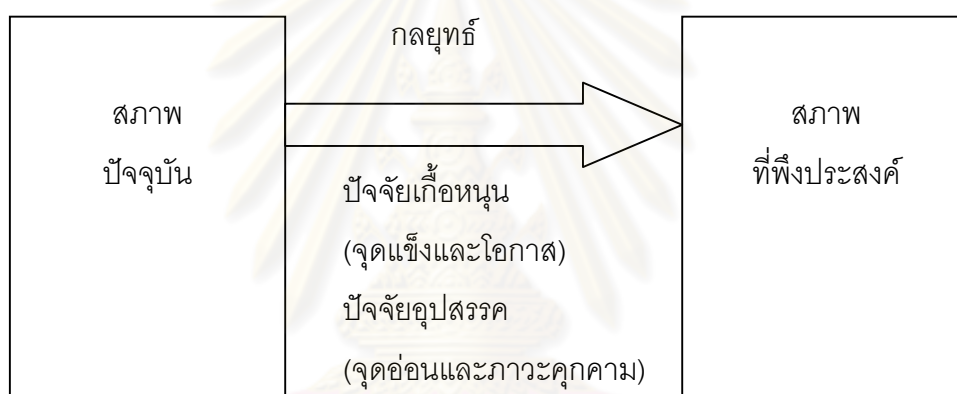 กลยุทธ์
สภาพ
ปัจจุบัน
ปัจจัยเกื้อหนุน
(จุดแข็งและโอกาส)
ปัจจัยอุปสรรค
(จุดอ่อนและภาวะคุกคาม)
สภาพ
ที่พึงประสงค์